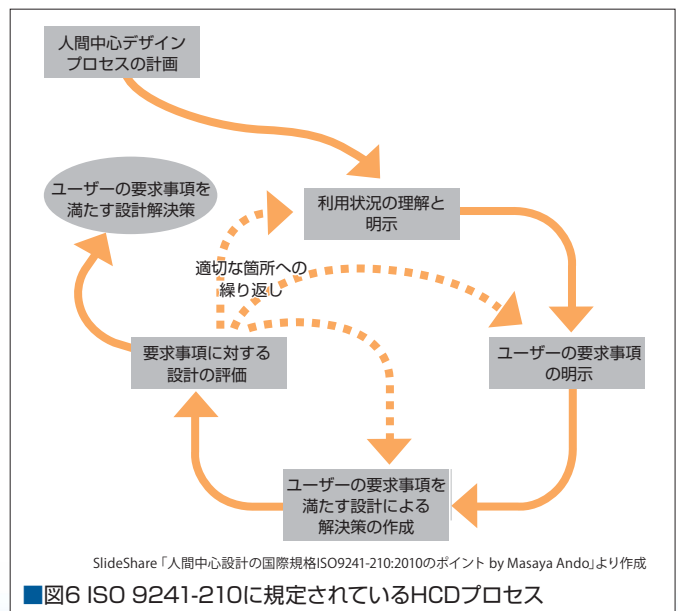 人間中心デザイン
プロセスの計画
ユーザーの要求事項を
満たす設計解決策
利用状況の理解と
明示
適切な箇所への
繰り返し
要求事項に対する
設計の評価
ユーザーの要求事項
の明示
ユーザーの要求事項を
満たす設計による
解決策の作成
SlideShare「人間中心設計の国際規格ISO9241-210:2010のポイント by Masaya Ando」より作成
■図6 ISO 9241-210に規定されているHCDプロセス